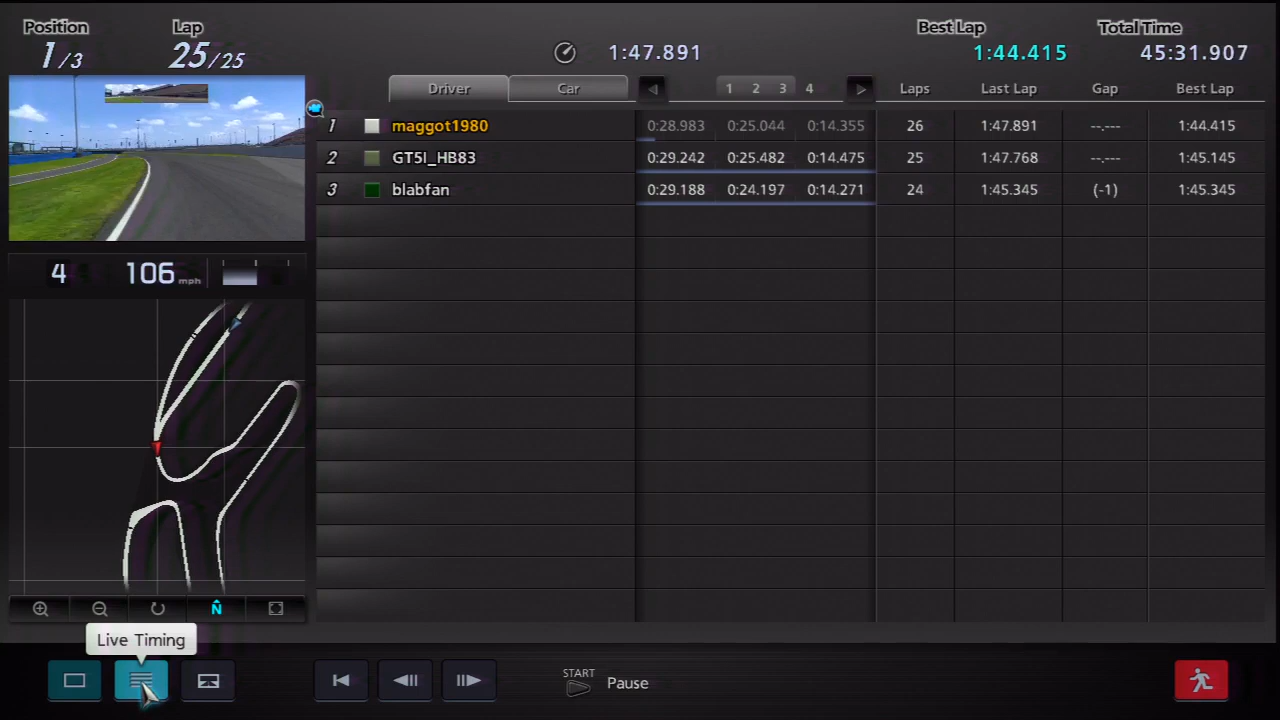 Position Lap Best Lap Total Time
1/3 25/25 1:47.891 1:44.415 45:31.907
Driver Car 1 2 3 4 Laps Last Lap Gap Best Lap
1 maggot1980 0:28.983 0:25.044 0:14.355 26 1:47.891 --.--- 1:44.415
2 GT5I_HB83 0:29.242 0:25.482 0:14.475 25 1:47.768 --.--- 1:45.145
3 blabfan 0:29.188 0:24.197 0:14.271 24 1:45.345 (-1) 1:45.345
4 106 mph
N
Live Timing
START
Pause